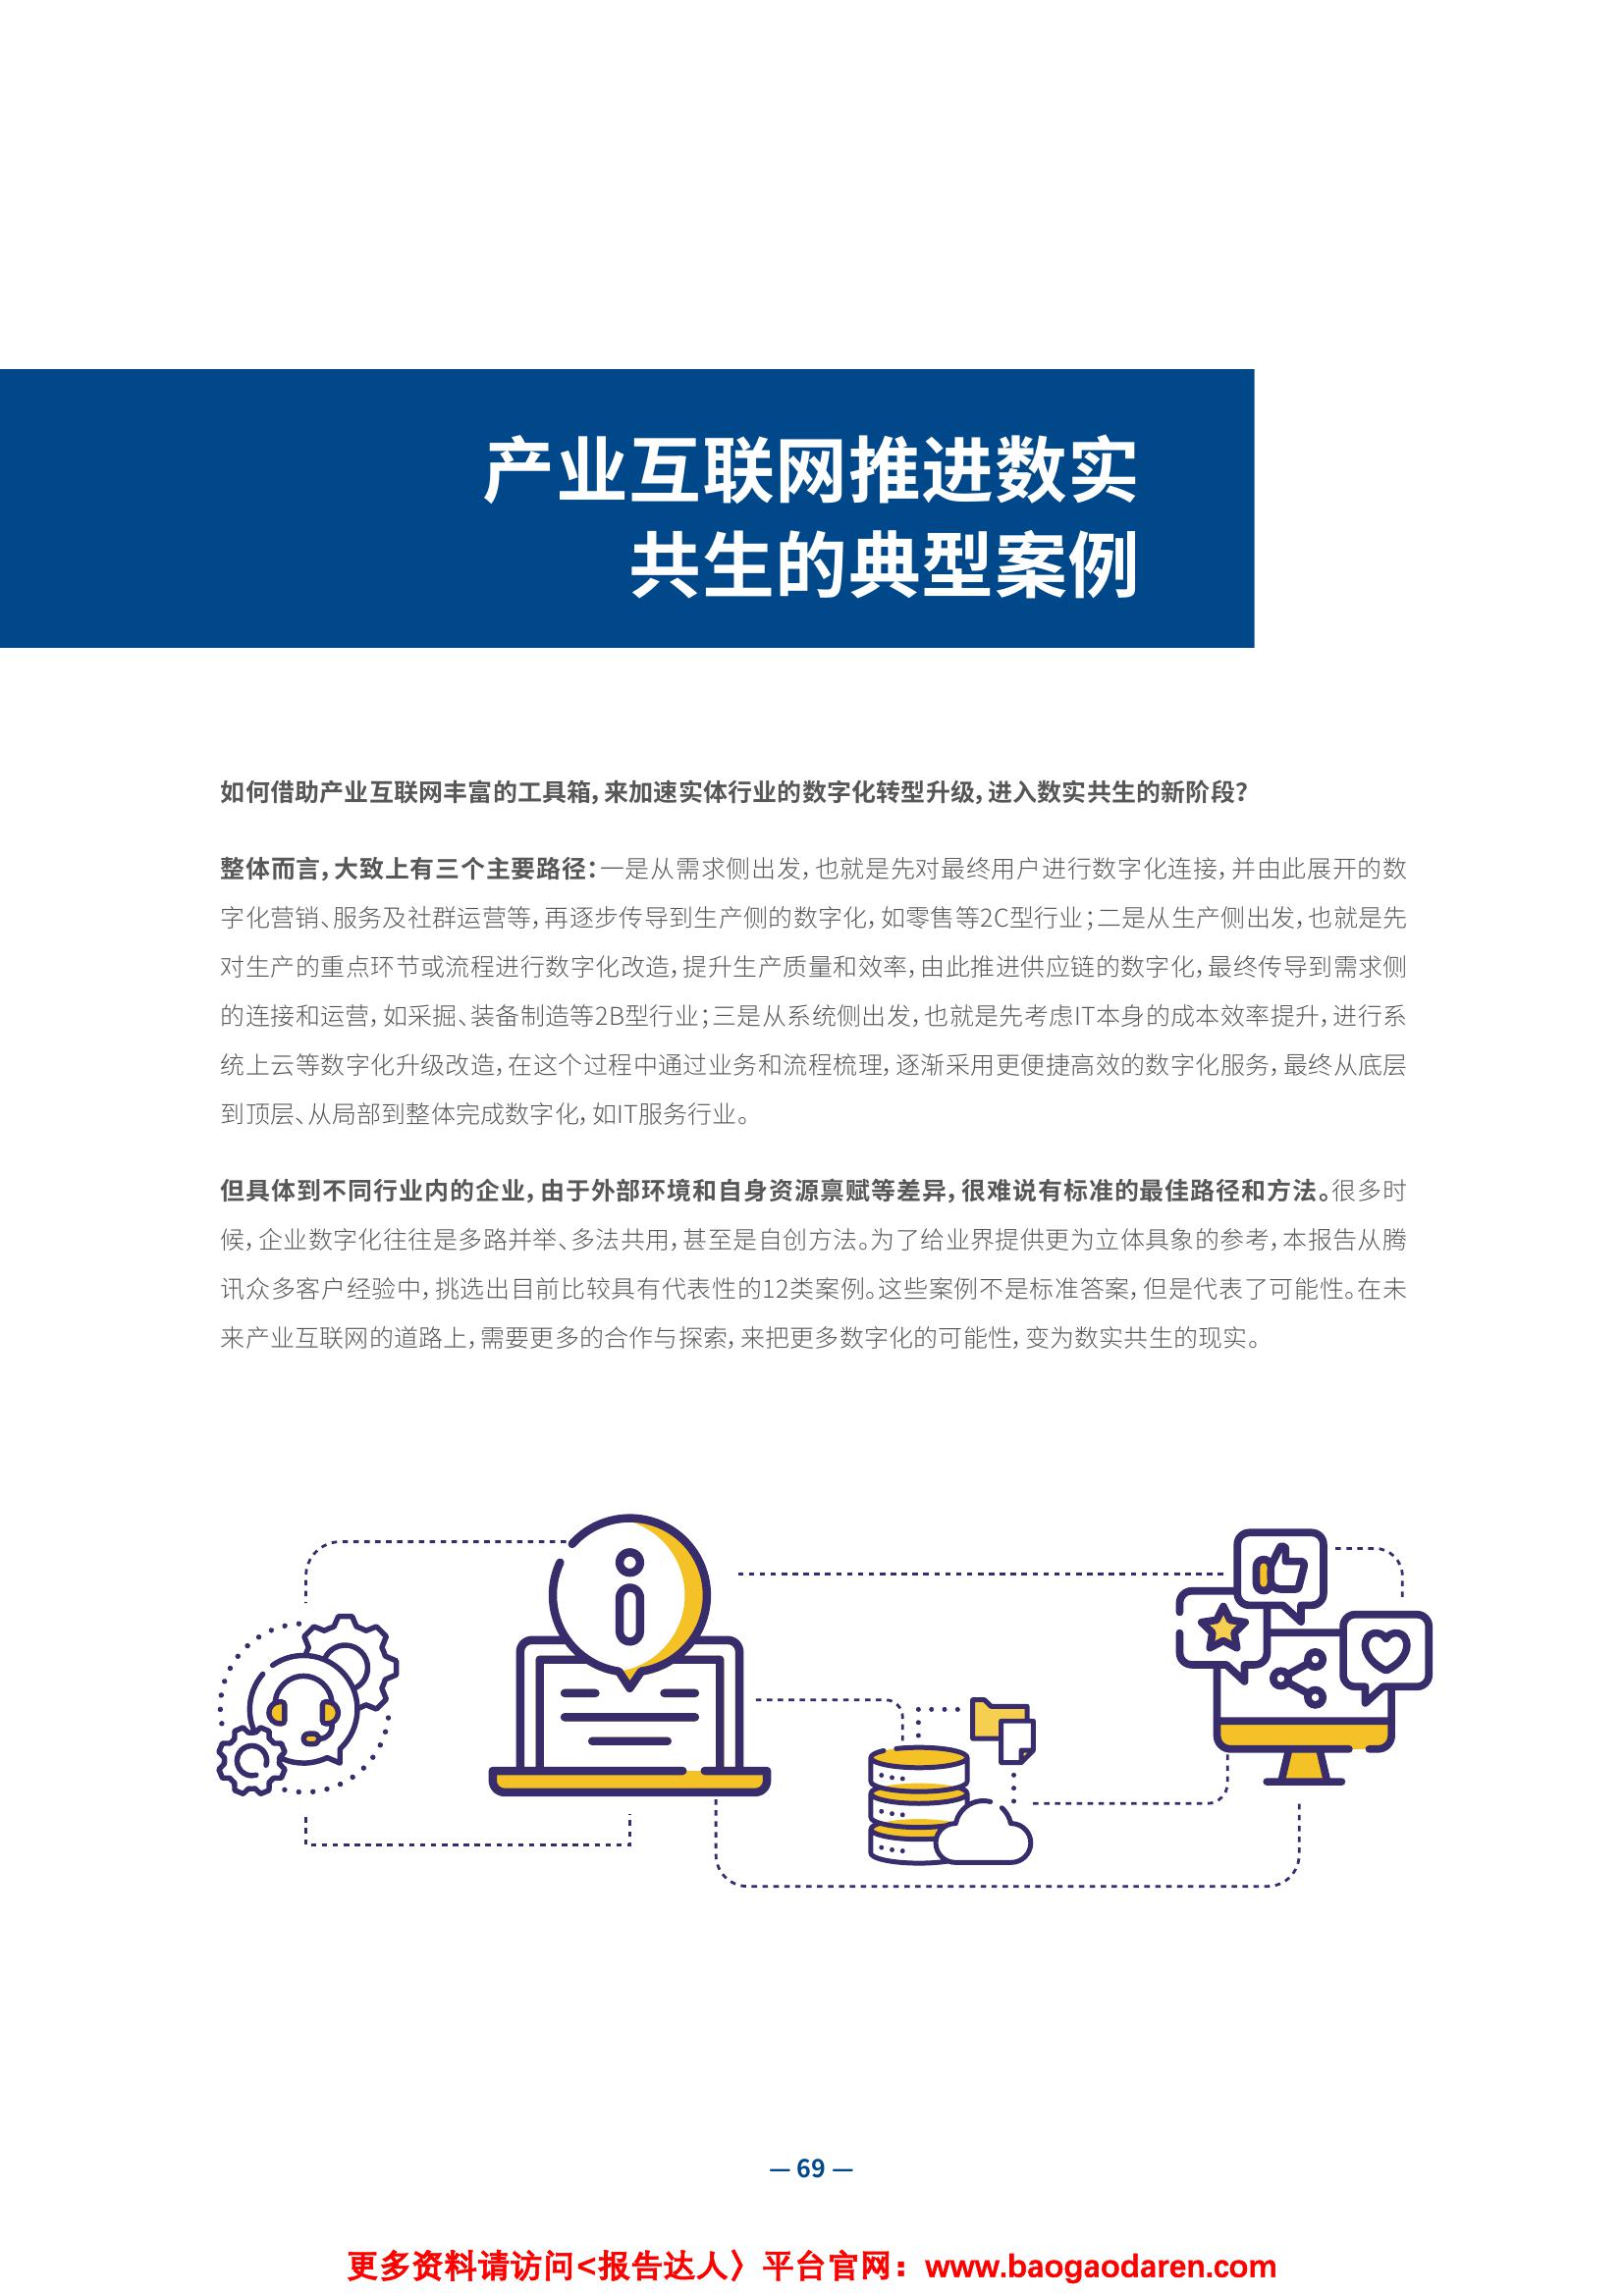 产业互联网推进数实
共生的典型案例
如何借助产业互联网丰富的工具箱，来加速实体行业的数字化转型升级，进入数实共生的新阶段？
整体而言，大致上有三个主要路径：一是从需求侧出发，也就是先对最终用户进行数字化连接，并由此展开的数
字化营销、服务及社群运营等，再逐步传导到生产侧的数字化，如零售等2C型行业；二是从生产侧出发，也就是先
对生产的重点环节或流程进行数字化改造，提升生产质量和效率，由此推进供应链的数字化，最终传导到需求侧
的连接和运营，如采掘、装备制造等2B型行业；三是从系统侧出发，也就是先考虑IT本身的成本效率提升，进行系
统上云等数字化升级改造，在这个过程中通过业务和流程梳理，逐渐采用更便捷高效的数字化服务，最终从底层
到顶层、从局部到整体完成数字化，如IT服务行业。
但具体到不同行业内的企业，由于外部环境和自身资源禀赋等差异，很难说有标准的最佳路径和方法。很多时
候，企业数字化往往是多路并举、多法共用，甚至是自创方法。为了给业界提供更为立体具象的参考，本报告从腾
讯众多客户经验中，挑选出目前比较具有代表性的12类案例。这些案例不是标准答案，但是代表了可能性。在未
来产业互联网的道路上，需要更多的合作与探索，来把更多数字化的可能性，变为数实共生的现实。
— 69 —
更多资料请访问<报告达人〉平台官网：www.baogaodaren.com